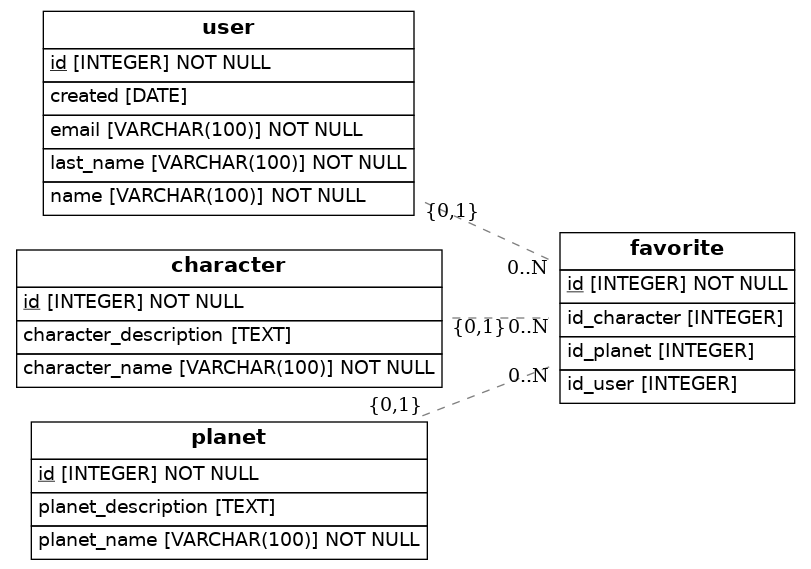 user
id [INTEGER] NOT NULL
created [DATE]
email [VARCHAR(100)] NOT NULL
last_name [VARCHAR(100)] NOT NULL
name [VARCHAR(100)] NOT NULL
{0,1}
0..N
character
id [INTEGER] NOT NULL
character_description [TEXT]
character_name [VARCHAR(100)] NOT NULL
{0,1}
0..N
favorite
id [INTEGER] NOT NULL
id_character [INTEGER]
id_planet [INTEGER]
id_user [INTEGER]
0..N
{0,1}
planet
id [INTEGER] NOT NULL
planet_description [TEXT]
planet_name [VARCHAR(100)] NOT NULL